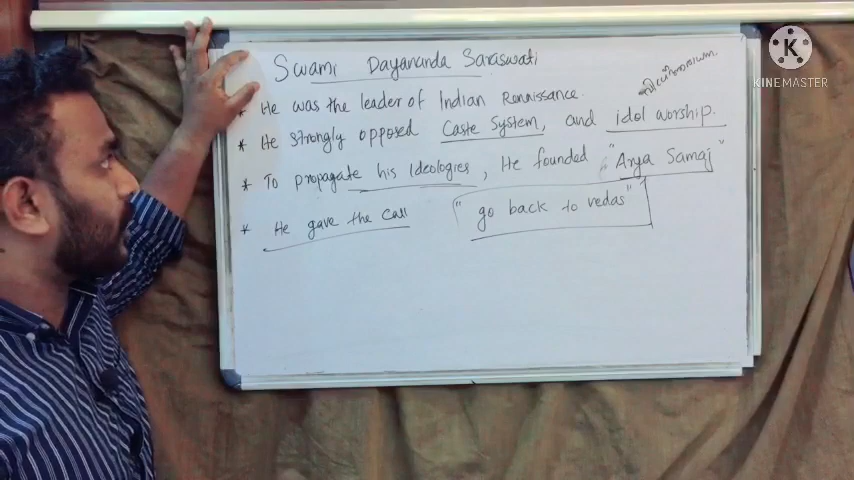 Swami Dayananda Saraswati
* He was the leader of Indian Renaissance.
* He strongly opposed Caste System, and idol worship.
* To propagate his Ideologies, He founded "Arya Samaj"
* He gave the Call "go back to vedas"
K
KINEMASTER